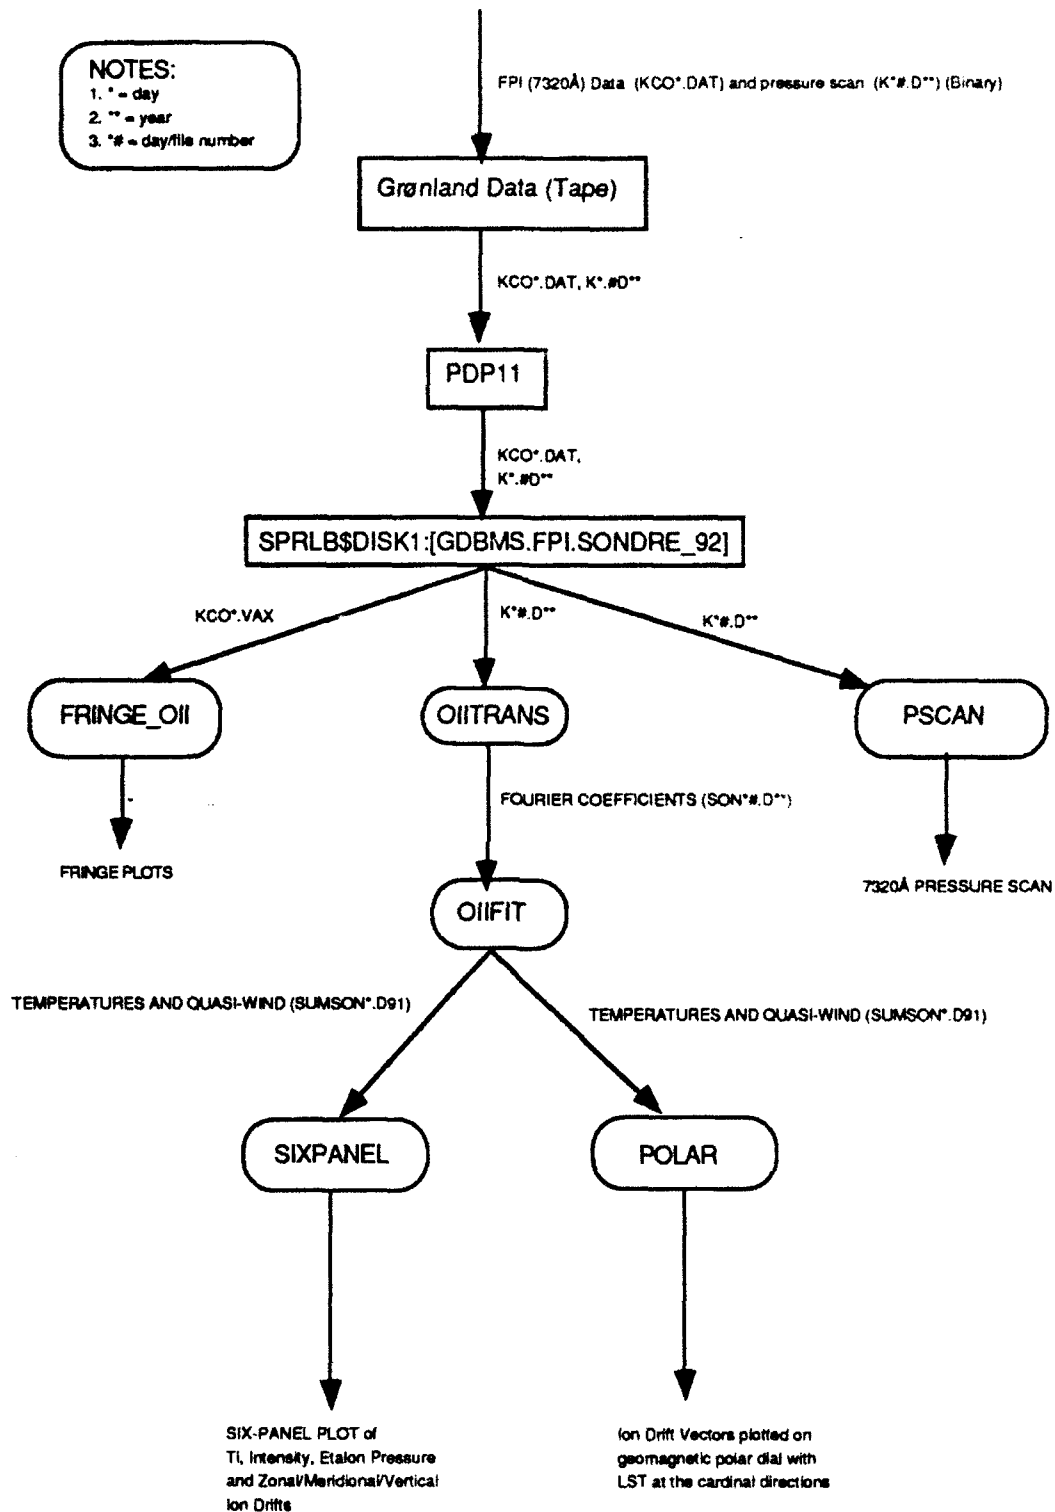 FPI (7320Å) Data (KCO*.DAT) and pressure scan (K*#.D**) (Binary)
NOTES:
1. * = day
2. ** = year
3. *# = day/file number
Grønland Data (Tape)
KCO*.DAT, K*.#D**
PDP11
KCO*.DAT,
K*.#D**
SPRLB$DISK1:[GDBMS.FPI.SONDRE_92]
KCO*.VAX
K*#.D**
K*#.D**
FRINGE_OII
OIITRANS
PSCAN
FOURIER COEFFICIENTS (SON*#.D**)
FRINGE PLOTS
7320Å PRESSURE SCAN
OIIFIT
TEMPERATURES AND QUASI-WIND (SUMSON*.D91)
TEMPERATURES AND QUASI-WIND (SUMSON*.D91)
SIXPANEL
POLAR
SIX-PANEL PLOT of
Ti, Intensity, Etalon Pressure
and Zonal/Meridional/Vertical
Ion Drifts
Ion Drift Vectors plotted on
geomagnetic polar dial with
LST at the cardinal directions